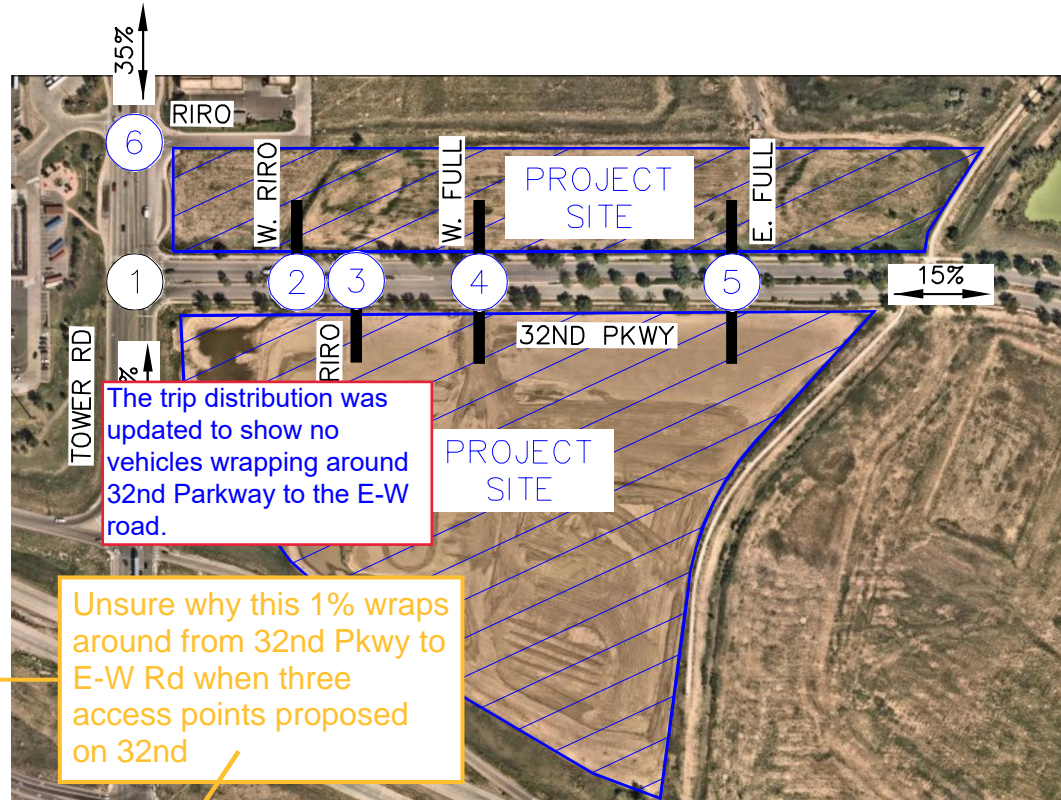 35%
RIRO
6
W. RIRO
W. FULL
PROJECT
SITE
E. FULL
1
2
3
4
5
15%
TOWER RD
%
RIRO
32ND PKWY
The trip distribution was
updated to show no
vehicles wrapping around
32nd Parkway to the E-W
road.
PROJECT
SITE
Unsure why this 1% wraps
around from 32nd Pkwy to
E-W Rd when three
access points proposed
on 32nd